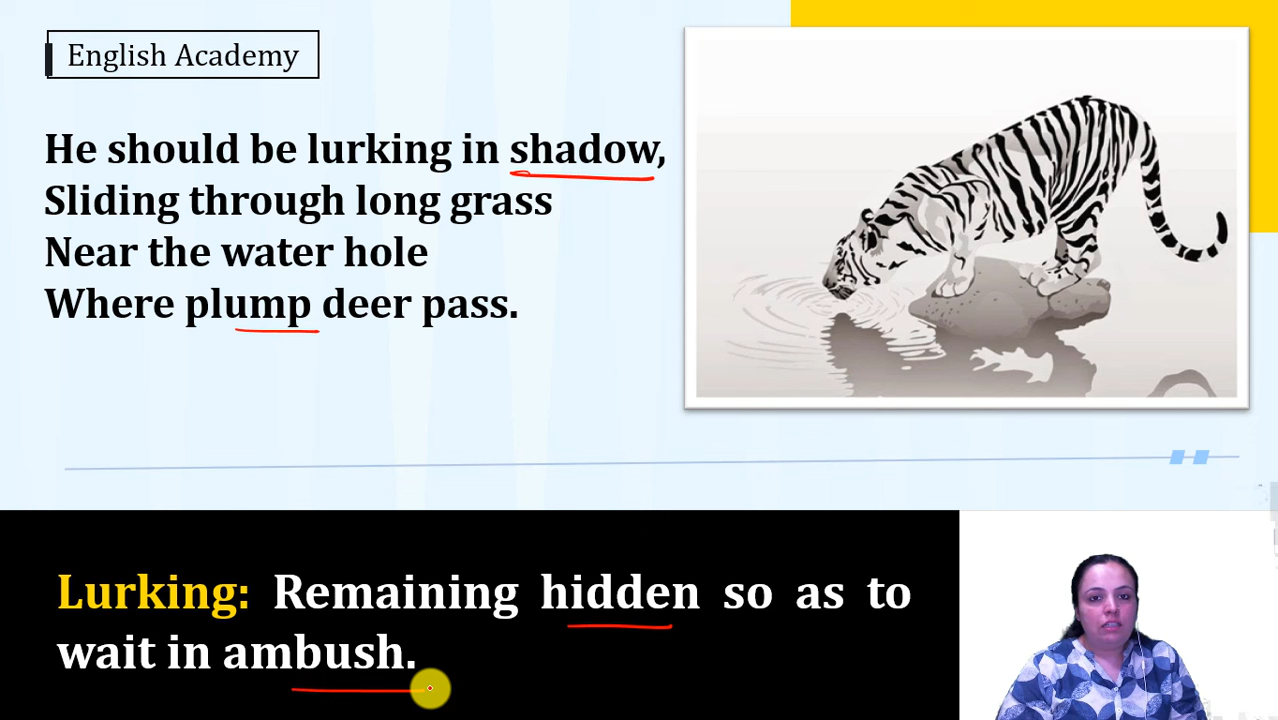 English Academy
He should be lurking in shadow,
Sliding through long grass
Near the water hole
Where plump deer pass.
Lurking: Remaining hidden so as to
wait in ambush.